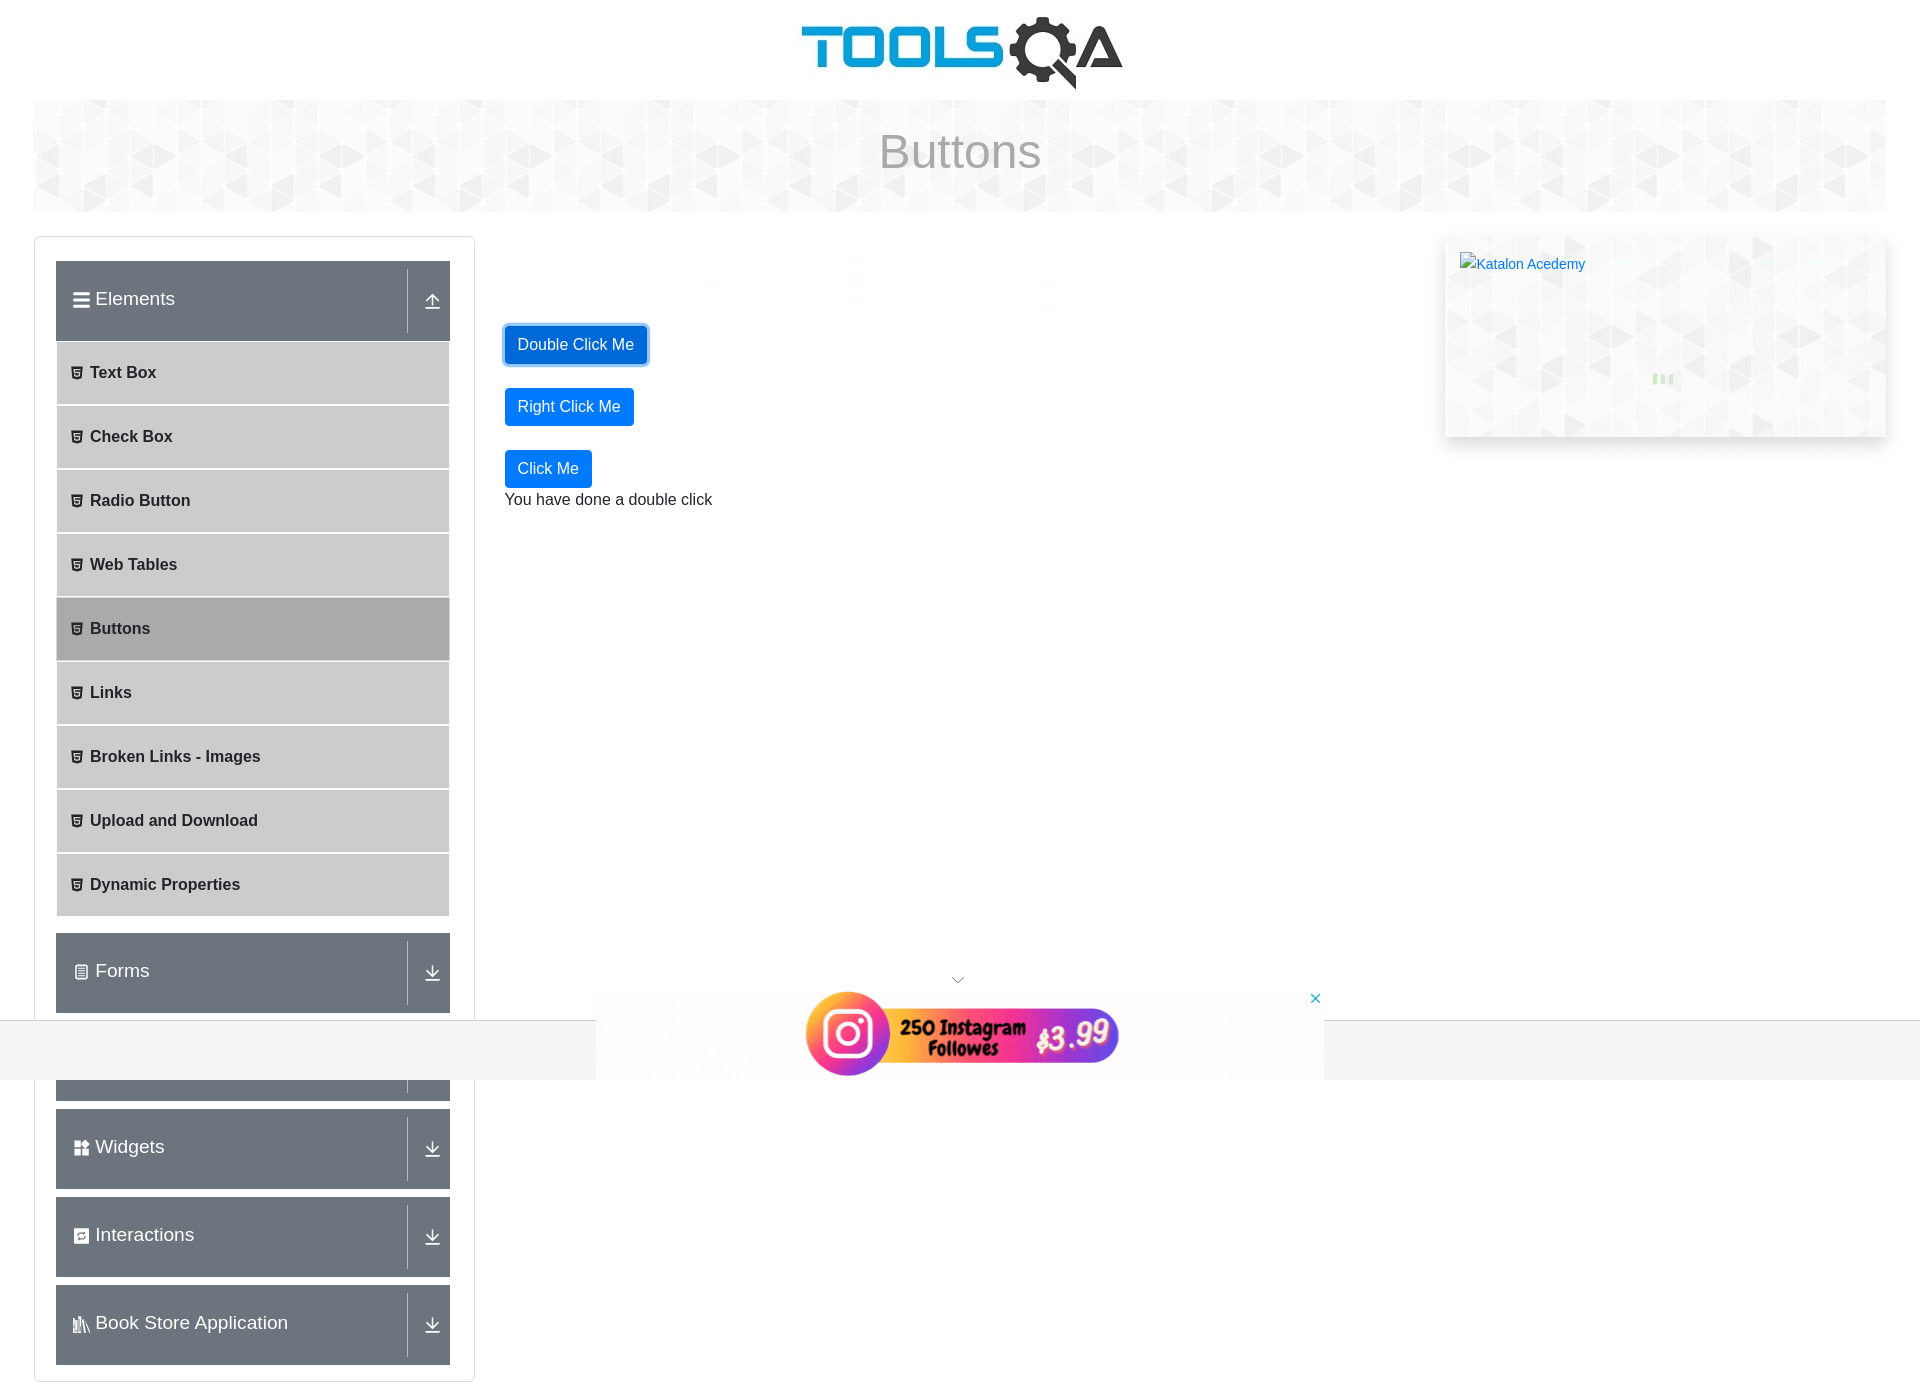 TOOLSQA
Buttons
Elements
Text Box
Check Box
Radio Button
Web Tables
Buttons
Links
Broken Links - Images
Upload and Download
Dynamic Properties
Forms
Widgets
Interactions
Book Store Application
Double Click Me
Right Click Me
Click Me
You have done a double click
Katalon Acedemy
250 Instagram
Followes
$3.99